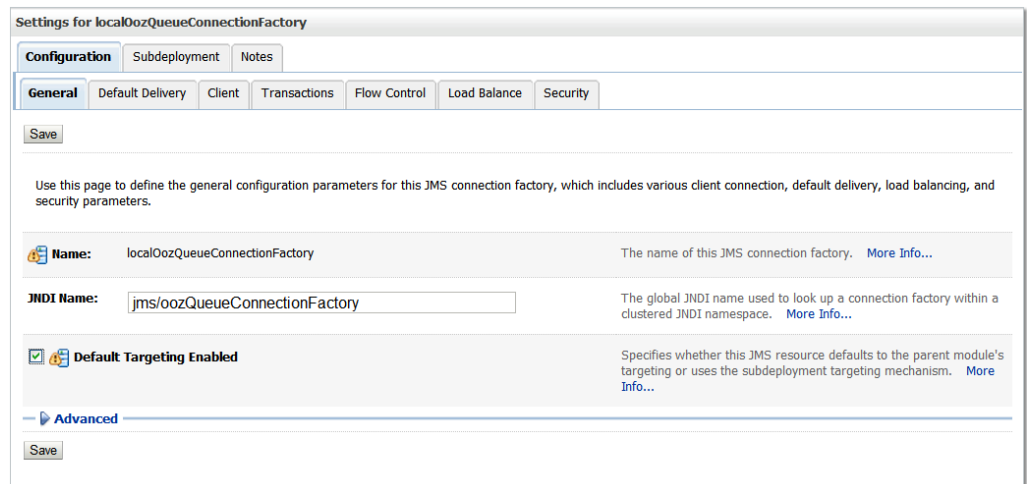 Settings for localOozQueueConnectionFactory
Configuration Subdeployment Notes
General Default Delivery Client Transactions Flow Control Load Balance Security
Save
Use this page to define the general configuration parameters for this JMS connection factory, which includes various client connection, default delivery, load balancing, and
security parameters.
Name: localOozQueueConnectionFactory The name of this JMS connection factory. More Info...
JNDI Name: jms/oozQueueConnectionFactory The global JNDI name used to look up a connection factory within a
clustered JNDI namespace. More Info...
Default Targeting Enabled Specifies whether this JMS resource defaults to the parent module's
targeting or uses the subdeployment targeting mechanism. More
Info...
Advanced
Save